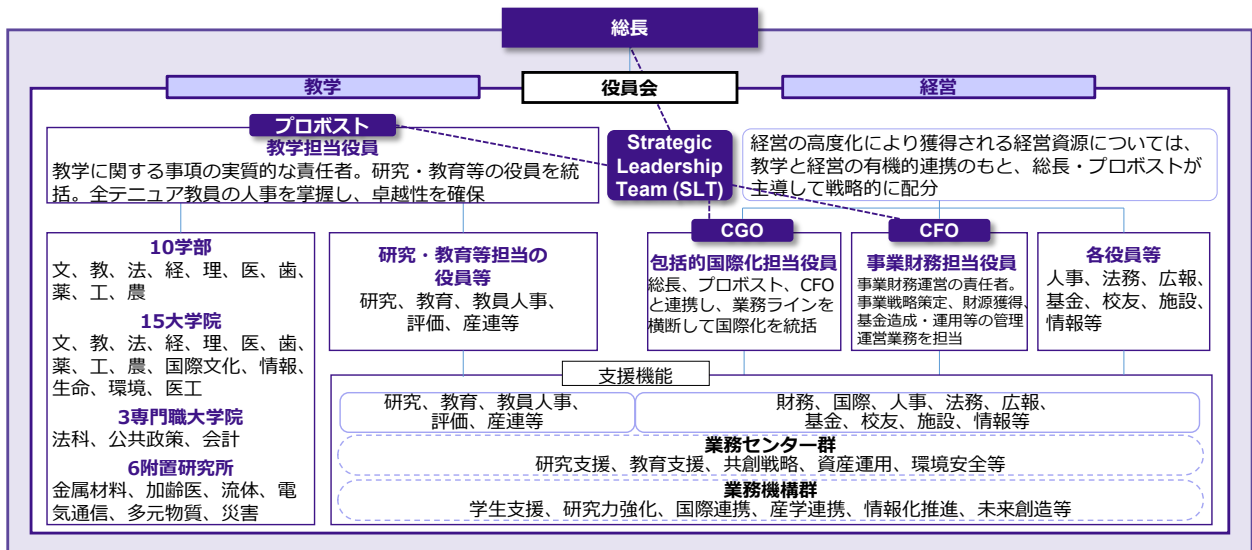 総長
教学
役員会
経営
プロボスト
教学担当役員
教学に関する事項の実質的な責任者。研究・教育等の役員を統
括。全テニュア教員の人事を掌握し、卓越性を確保
Strategic
Leadership
Team (SLT)
経営の高度化により獲得される経営資源については、
教学と経営の有機的連携のもと、総長・プロボストが
主導して戦略的に配分
10学部
文、教、法、経、理、医、歯、
薬、工、農
15大学院
文、教、法、経、理、医、歯、
薬、工、農、国際文化、情報、
生命、環境、医工
3専門職大学院
法科、公共政策、会計
6附置研究所
金属材料、加齢医、流体、電
気通信、多元物質、災害
研究・教育等担当の
役員等
研究、教育、教員人事、
評価、産連等
CGO
包括的国際化担当役員
総長、プロボスト、CFO
と連携し、業務ラインを
横断して国際化を統括
CFO
事業財務担当役員
事業財務運営の責任者。
事業戦略策定、財源獲得、
基金造成・運用等の管理
運営業務を担当
各役員等
人事、法務、広報、
基金、校友、施設、
情報等
支援機能
研究、教育、教員人事、
評価、産連等
財務、国際、人事、法務、広報、
基金、校友、施設、情報等
業務センター群
研究支援、教育支援、共創戦略、資産運用、環境安全等
業務機構群
学生支援、研究力強化、国際連携、産学連携、情報化推進、未来創造等